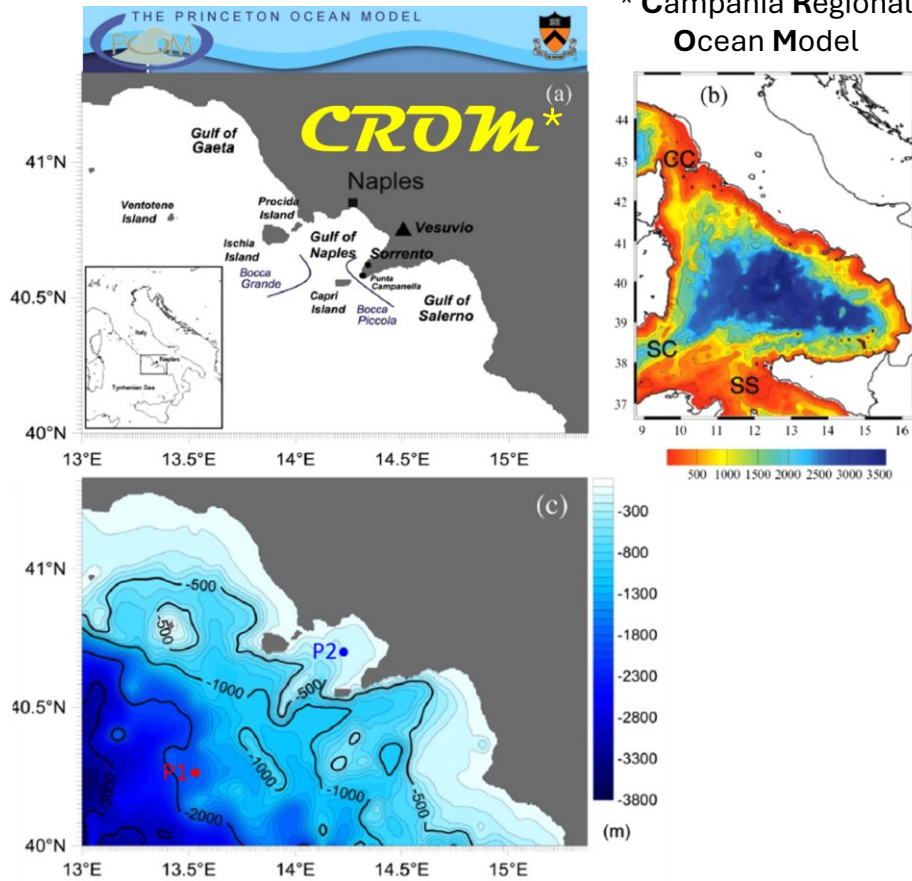 * Campania Regional
Ocean Model
THE PRINCETON OCEAN MODEL
POM
(a)
CROM*
Gulf of
Gaeta
41°N
Naples
Ventotene
Island
Procida
Island
Vesuvio
Ischia
Island
Gulf of
Naples
Sorrento
Punta
Campanella
Bocca
Grande
40.5°N
Capri
Island
Bocca
Piccola
Gulf of
Salerno
Italy
Naples
Tyrrhenian Sea
40°N
13°E
13.5°E
14°E
14.5°E
15°E
(b)
44
43
42
41
40
39
38
37
CC
SC
SS
9 10 11 12 13 14 15 16
500 1000 1500 2000 2500 3000 3500
(c)
41°N
40.5°N
40°N
-500
-500
P2
-1000
-500
-1000
P1
-1000
-500
-3000
-2000
13°E
13.5°E
14°E
14.5°E
15°E
-300
-800
-1300
-1800
-2300
-2800
-3300
-3800
(m)